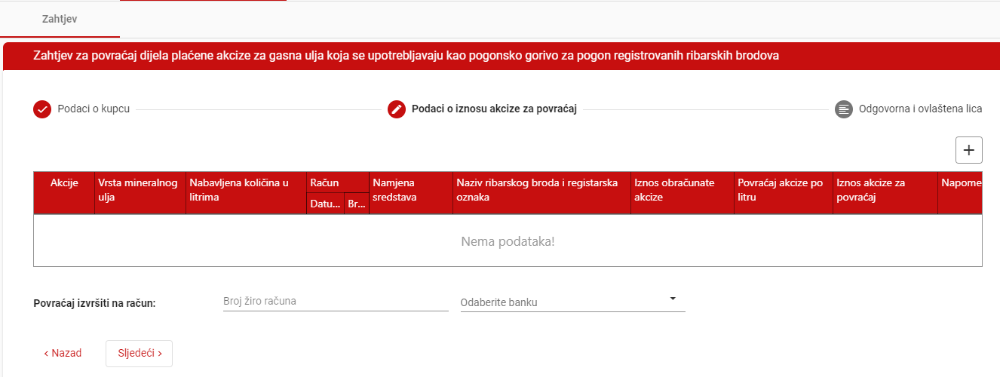 Zahtjev
Zahtjev za povraćaj dijela plaćene akcize za gasna ulja koja se upotrebljavaju kao pogonsko gorivo za pogon registrovanih ribarskih brodova
Podaci o kupcu
Podaci o iznosu akcize za povraćaj
Odgovorna i ovlaštena lica
+
Akcije
Vrsta mineralnog
ulja
Nabavljena količina u
litrima
Račun
Datu...
Br...
Namjena
sredstava
Naziv ribarskog broda i registarska
oznaka
Iznos obračunate
akcize
Povraćaj akcize po
litru
Iznos akcize za
povraćaj
Napome
Nema podataka!
Povraćaj izvršiti na račun:
Broj žiro računa
Odaberite banku
‹ Nazad
Sljedeći ›